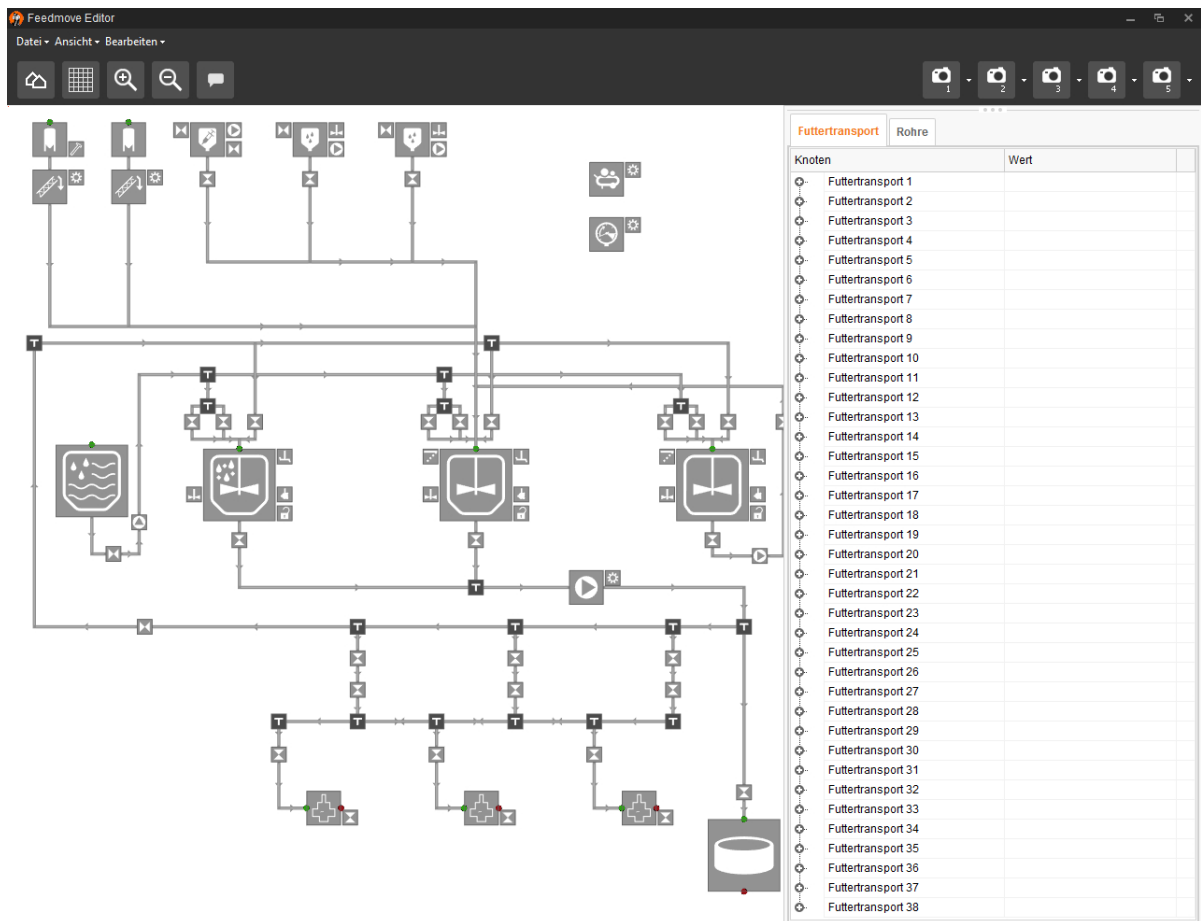 Feedmove Editor
Datei Ansicht Bearbeiten
1 2 3 4 5
Futtertransport Rohre
Knoten Wert
Futtertransport 1
Futtertransport 2
Futtertransport 3
Futtertransport 4
Futtertransport 5
Futtertransport 6
Futtertransport 7
Futtertransport 8
Futtertransport 9
Futtertransport 10
Futtertransport 11
Futtertransport 12
Futtertransport 13
Futtertransport 14
Futtertransport 15
Futtertransport 16
Futtertransport 17
Futtertransport 18
Futtertransport 19
Futtertransport 20
Futtertransport 21
Futtertransport 22
Futtertransport 23
Futtertransport 24
Futtertransport 25
Futtertransport 26
Futtertransport 27
Futtertransport 28
Futtertransport 29
Futtertransport 30
Futtertransport 31
Futtertransport 32
Futtertransport 33
Futtertransport 34
Futtertransport 35
Futtertransport 36
Futtertransport 37
Futtertransport 38
M M
T T
T T
T T T
T
T T T T
T T T T T T